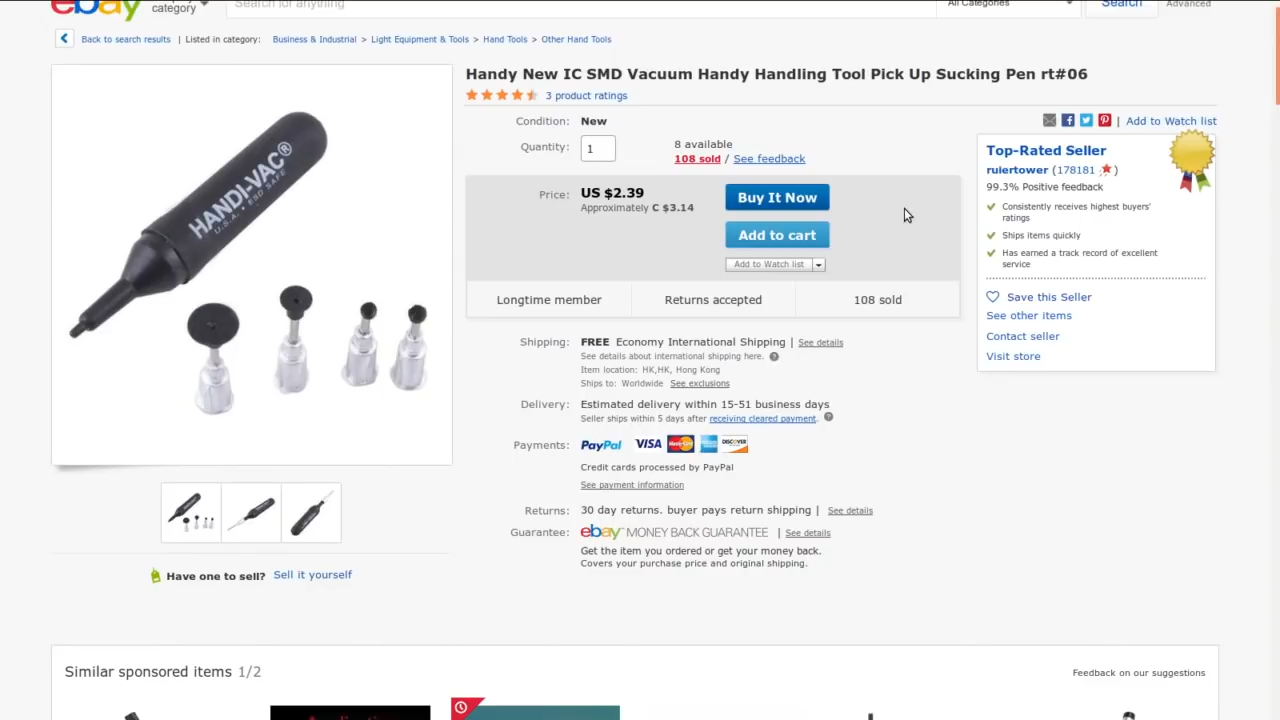 ebay
category
Search for anything
All Categories
Search
Advanced
Back to search results | Listed in category: Business & Industrial > Light Equipment & Tools > Hand Tools > Other Hand Tools
HANDI-VAC®
U.S.A. • ESD SAFE
Handy New IC SMD Vacuum Handy Handling Tool Pick Up Sucking Pen rt#06
3 product ratings
Condition: New
Quantity: 1
8 available
108 sold / See feedback
Price: US $2.39
Approximately C $3.14
Buy It Now
Add to cart
Add to Watch list
Longtime member
Returns accepted
108 sold
Shipping: FREE Economy International Shipping | See details
See details about international shipping here. ?
Item location: HK,HK, Hong Kong
Ships to: Worldwide See exclusions
Delivery: Estimated delivery within 15-51 business days
Seller ships within 5 days after receiving cleared payment. ?
Payments: PayPal VISA MasterCard DISCOVER
Credit cards processed by PayPal
See payment information
Returns: 30 day returns. buyer pays return shipping | See details
Guarantee: ebay MONEY BACK GUARANTEE | See details
Get the item you ordered or get your money back.
Covers your purchase price and original shipping.
| Add to Watch list
Top-Rated Seller
ruiertower (178181 )
99.3% Positive feedback
Consistently receives highest buyers'
ratings
Ships items quickly
Has earned a track record of excellent
service
Save this Seller
See other items
Contact seller
Visit store
Have one to sell? Sell it yourself
Similar sponsored items 1/2
Feedback on our suggestions